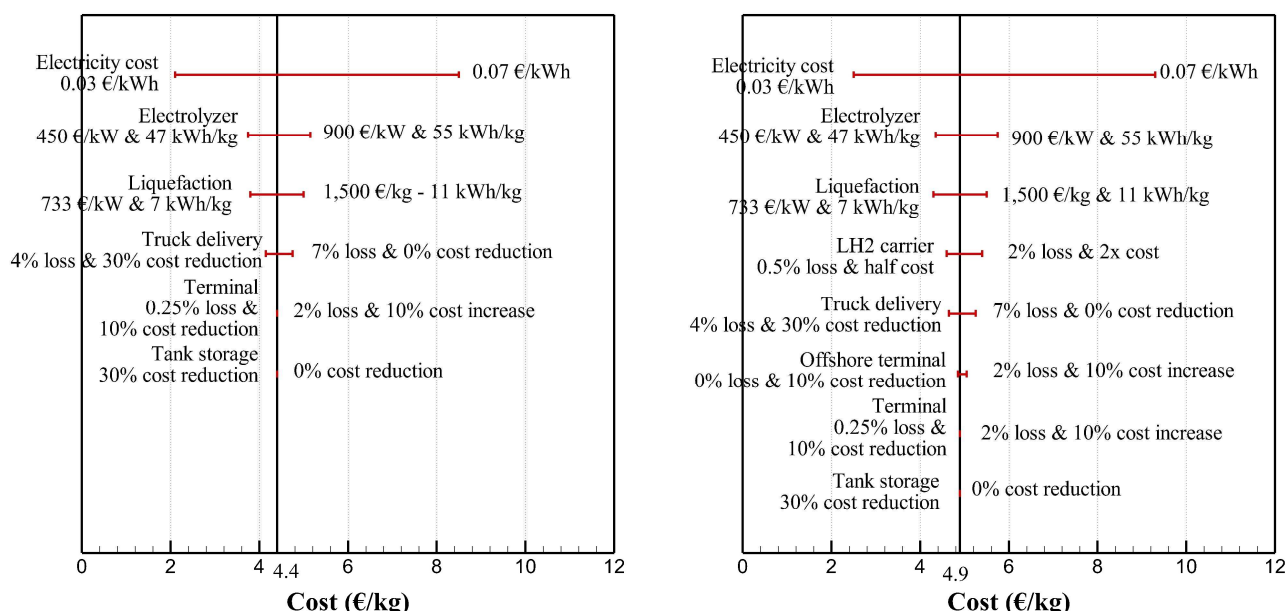 Electricity cost
0.03 €/kWh
0.07 €/kWh
Electrolyzer
450 €/kW & 47 kWh/kg
900 €/kW & 55 kWh/kg
Liquefaction
733 €/kW & 7 kWh/kg
1,500 €/kg - 11 kWh/kg
Truck delivery
4% loss & 30% cost reduction
7% loss & 0% cost reduction
Terminal
0.25% loss &
10% cost reduction
2% loss & 10% cost increase
Tank storage
30% cost reduction
0% cost reduction
0 2 4 6 8 10 12
4.4
Cost (€/kg)
Electricity cost
0.03 €/kWh
0.07 €/kWh
Electrolyzer
450 €/kW & 47 kWh/kg
900 €/kW & 55 kWh/kg
Liquefaction
733 €/kW & 7 kWh/kg
1,500 €/kg & 11 kWh/kg
LH2 carrier
0.5% loss & half cost
2% loss & 2x cost
Truck delivery
4% loss & 30% cost reduction
7% loss & 0% cost reduction
Offshore terminal
0% loss & 10% cost reduction
2% loss & 10% cost increase
Terminal
0.25% loss &
10% cost reduction
2% loss & 10% cost increase
Tank storage
30% cost reduction
0% cost reduction
0 2 4 6 8 10 12
4.9
Cost (€/kg)